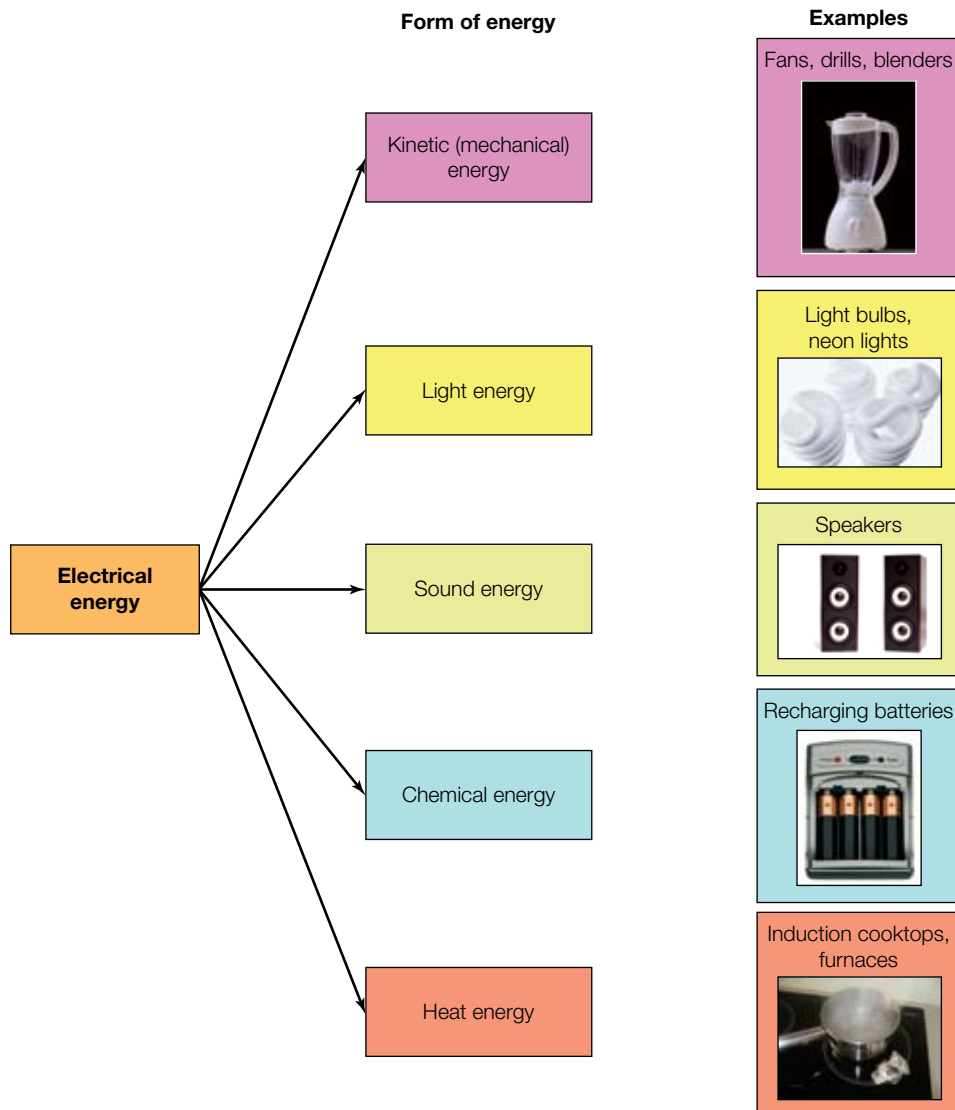 Form of energy
Examples
Fans, drills, blenders
Kinetic (mechanical)
energy
Light bulbs,
neon lights
Light energy
Speakers
Electrical
energy
Sound energy
Recharging batteries
Chemical energy
Induction cooktops,
furnaces
Heat energy